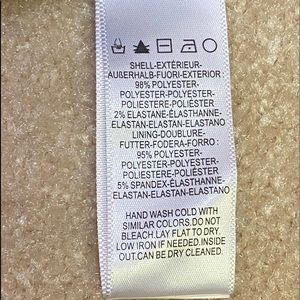 SHELL-EXTÉRIEUR-
AUßERHALB-FUORI-EXTERIOR :
98% POLYESTER-
POLYESTER-POLYESTER-
POLIESTERE-POLIÉSTER
2% ELASTANE-ÉLASTHANNE-
ELASTAN-ELASTAN-ELASTANO
LINING-DOUBLURE-
FUTTER-FODERA-FORRO :
95% POLYESTER-
POLYESTER-POLYESTER-
POLIESTERE-POLIÉSTER
5% SPANDEX-ÉLASTHANNE-
ELASTAN-ELASTAN-ELASTANO
HAND WASH COLD WITH
SIMILAR COLORS.DO NOT
BLEACH.LAY FLAT TO DRY.
LOW IRON IF NEEDED.INSIDE
OUT.CAN BE DRY CLEANED.